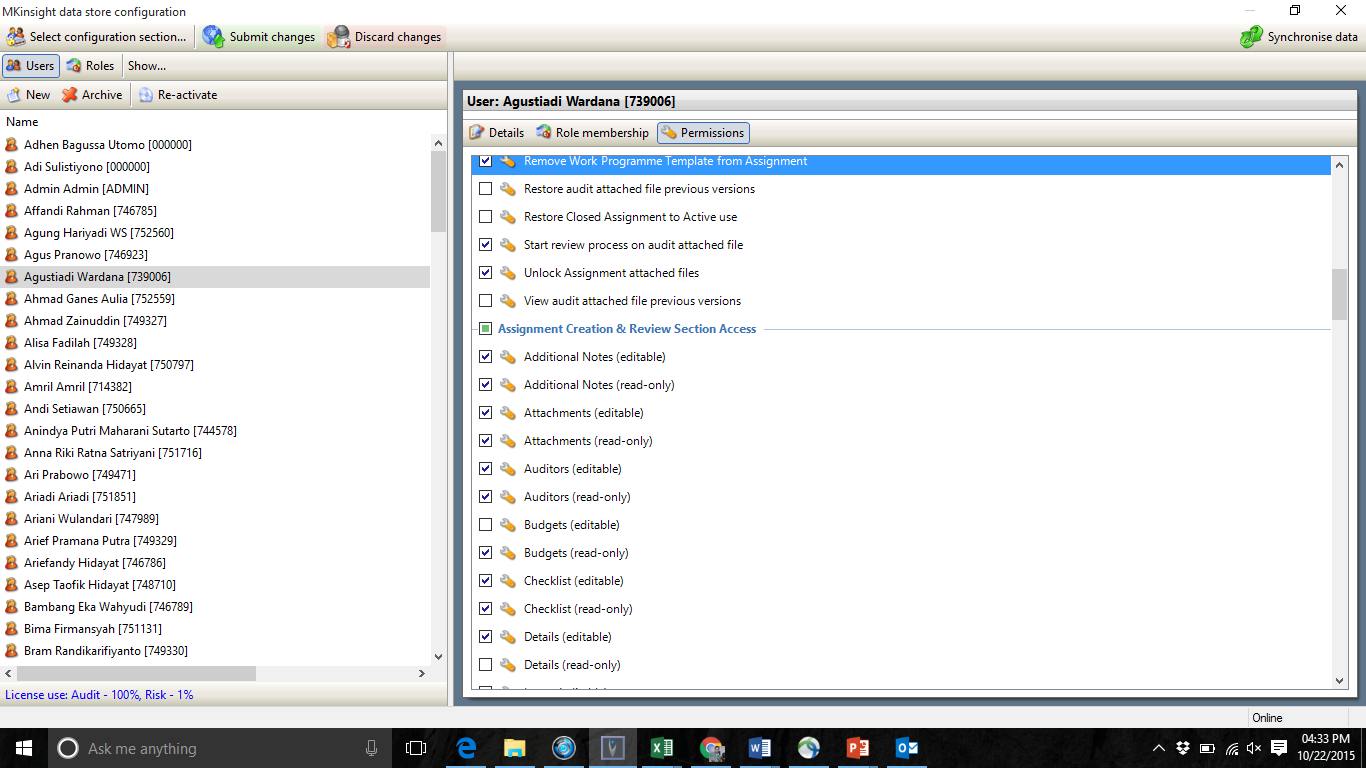 MKinsight data store configuration
Select configuration section...
Submit changes
Discard changes
Synchronise data
Users
Roles
Show...
New
Archive
Re-activate
Name
Adhen Bagussa Utomo [000000]
Adi Sulistiyono [000000]
Admin Admin [ADMIN]
Affandi Rahman [746785]
Agung Hariyadi WS [752560]
Agus Pranowo [746923]
Agustiadi Wardana [739006]
Ahmad Ganes Aulia [752559]
Ahmad Zainuddin [749327]
Alisa Fadilah [749328]
Alvin Reinanda Hidayat [750797]
Amril Amril [714382]
Andi Setiawan [750665]
Anindya Putri Maharani Sutarto [744578]
Anna Riki Ratna Satriyani [751716]
Ari Prabowo [749471]
Ariadi Ariadi [751851]
Ariani Wulandari [747989]
Arief Pramana Putra [749329]
Ariefandy Hidayat [746786]
Asep Taofik Hidayat [748710]
Bambang Eka Wahyudi [746789]
Bima Firmansyah [751131]
Bram Randikarifiyanto [749330]
License use: Audit - 100%, Risk - 1%
User: Agustiadi Wardana [739006]
Details
Role membership
Permissions
Remove Work Programme Template from Assignment
Restore audit attached file previous versions
Restore Closed Assignment to Active use
Start review process on audit attached file
Unlock Assignment attached files
View audit attached file previous versions
Assignment Creation & Review Section Access
Additional Notes (editable)
Additional Notes (read-only)
Attachments (editable)
Attachments (read-only)
Auditors (editable)
Auditors (read-only)
Budgets (editable)
Budgets (read-only)
Checklist (editable)
Checklist (read-only)
Details (editable)
Details (read-only)
Online
Ask me anything
04:33 PM
10/22/2015